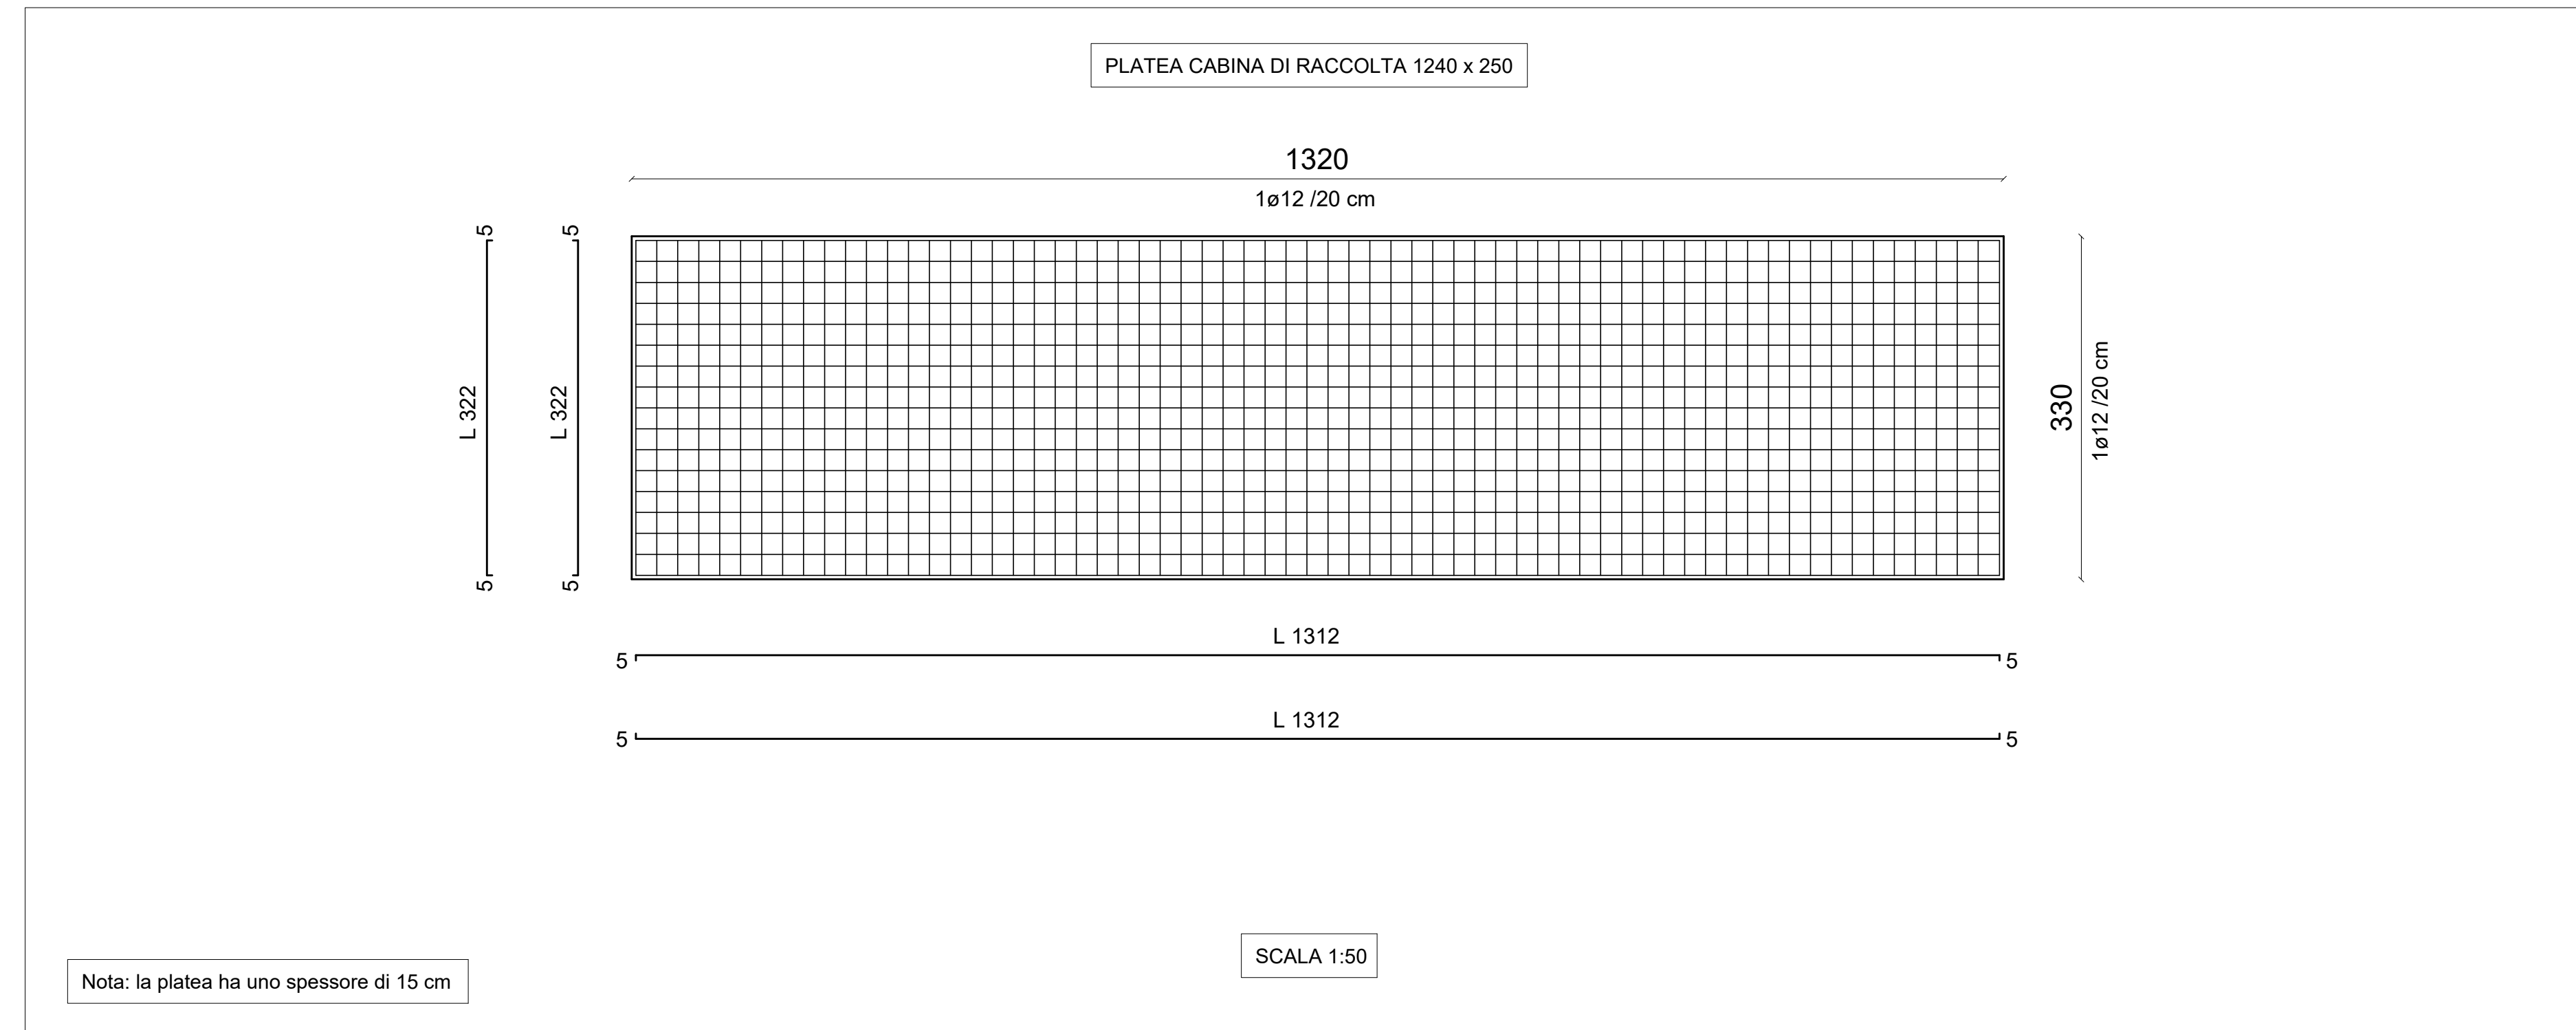 PLATEA CABINA DI RACCOLTA 1240 x 250
1320
1ø12 /20 cm
5
5
L 322
L 322
5
5
330
1ø12 /20 cm
L 1312
5
5
L 1312
5
5
SCALA 1:50
Nota: la platea ha uno spessore di 15 cm